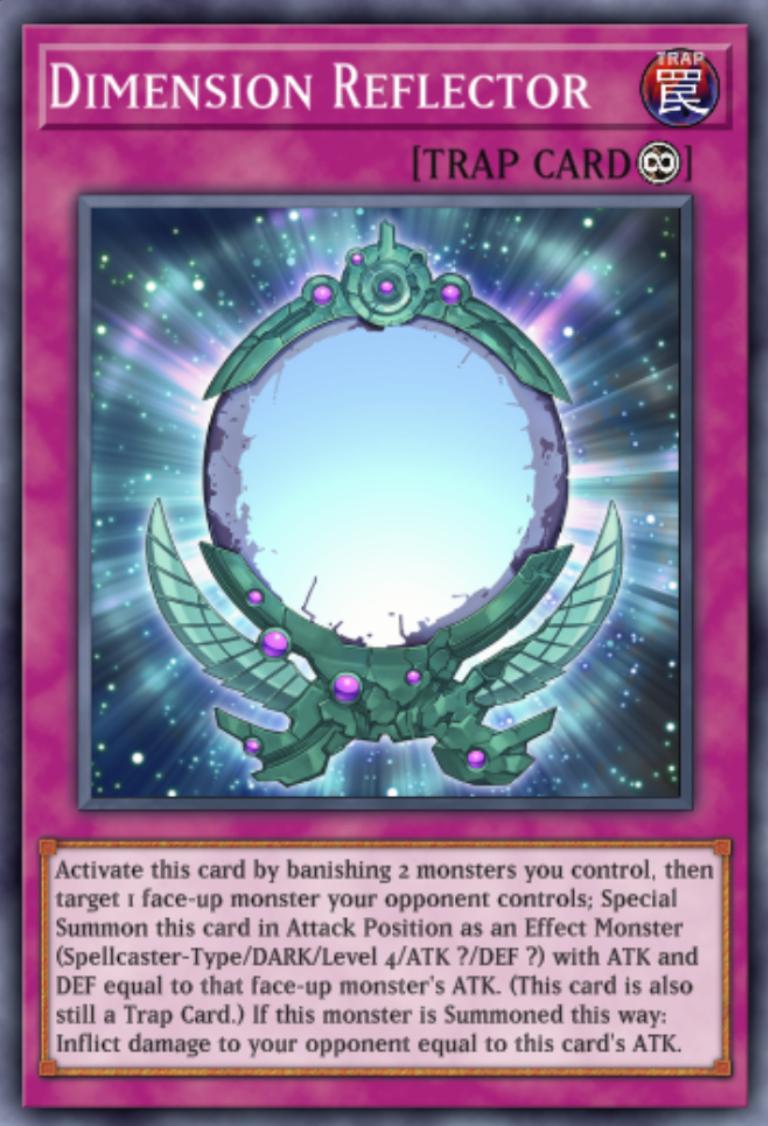 Dimension Reflector
TRAP
罠
[TRAP CARD∞]
Activate this card by banishing 2 monsters you control, then
target 1 face-up monster your opponent controls; Special
Summon this card in Attack Position as an Effect Monster
(Spellcaster-Type/DARK/Level 4/ATK ?/DEF ?) with ATK and
DEF equal to that face-up monster's ATK. (This card is also
still a Trap Card.) If this monster is Summoned this way:
Inflict damage to your opponent equal to this card's ATK.